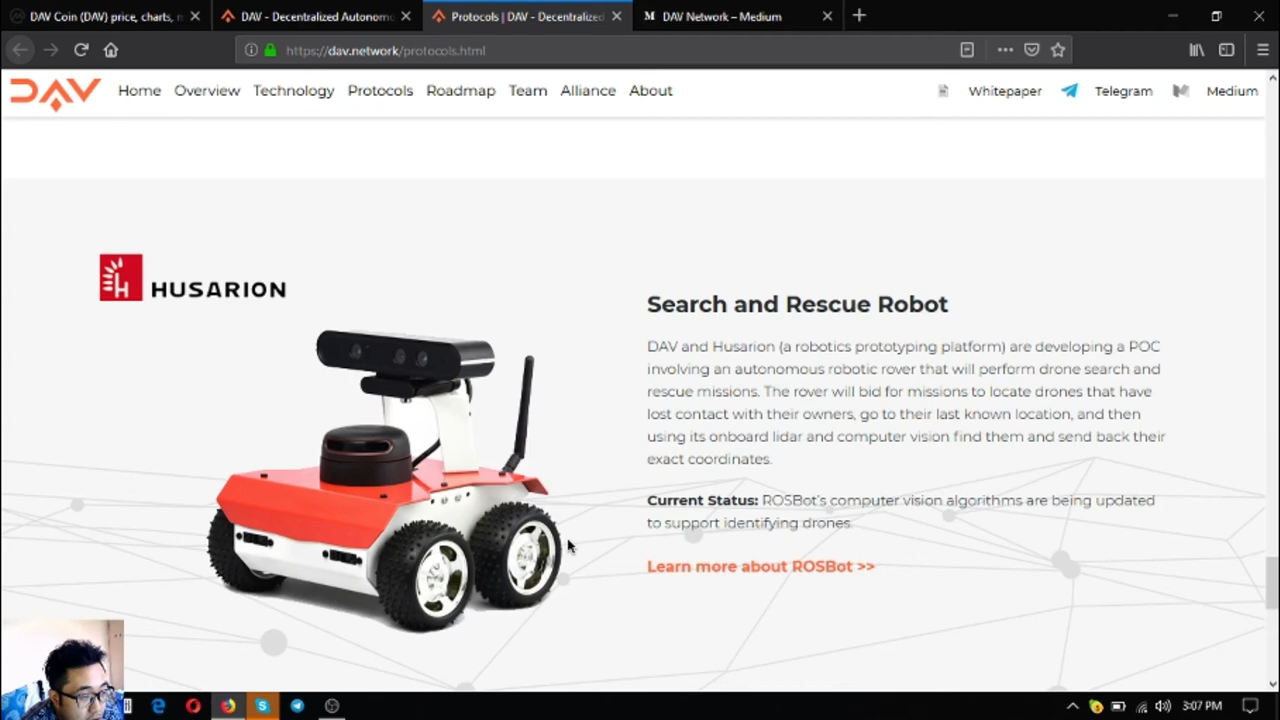 DAV Coin (DAV) price, charts, m
DAV - Decentralized Autonomo
Protocols | DAV - Decentralized
DAV Network – Medium
https://dav.network/protocols.html
DAV
Home
Overview
Technology
Protocols
Roadmap
Team
Alliance
About
Whitepaper
Telegram
Medium
H
HUSARION
Search and Rescue Robot
DAV and Husarion (a robotics prototyping platform) are developing a POC
involving an autonomous robotic rover that will perform drone search and
rescue missions. The rover will bid for missions to locate drones that have
lost contact with their owners, go to their last known location, and then
using its onboard lidar and computer vision find them and send back their
exact coordinates.
Current Status: ROSBot's computer vision algorithms are being updated
to support identifying drones.
Learn more about ROSBot >>
3:07 PM